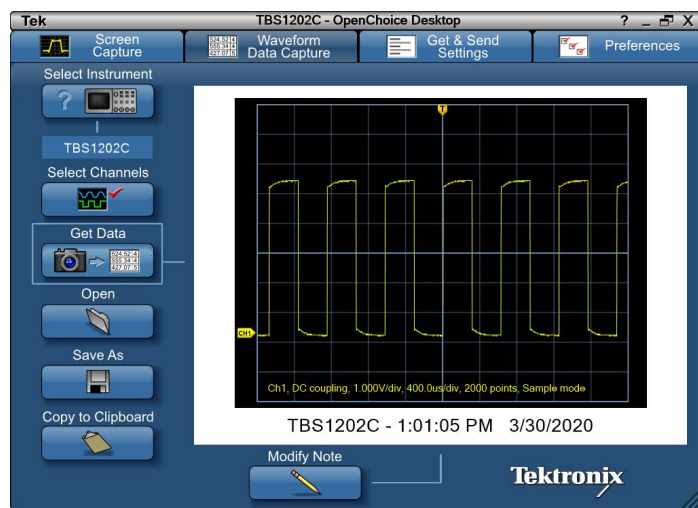 Tek
TBS1202C - OpenChoice Desktop
? _ X
Screen
Capture
Waveform
Data Capture
Get & Send
Settings
Preferences
Select Instrument
?
TBS1202C
Select Channels
Get Data
Open
Save As
Copy to Clipboard
T
CH1
Ch1, DC coupling, 1.000V/div, 400.0us/div, 2000 points, Sample mode
TBS1202C - 1:01:05 PM 3/30/2020
Modify Note
Tektronix